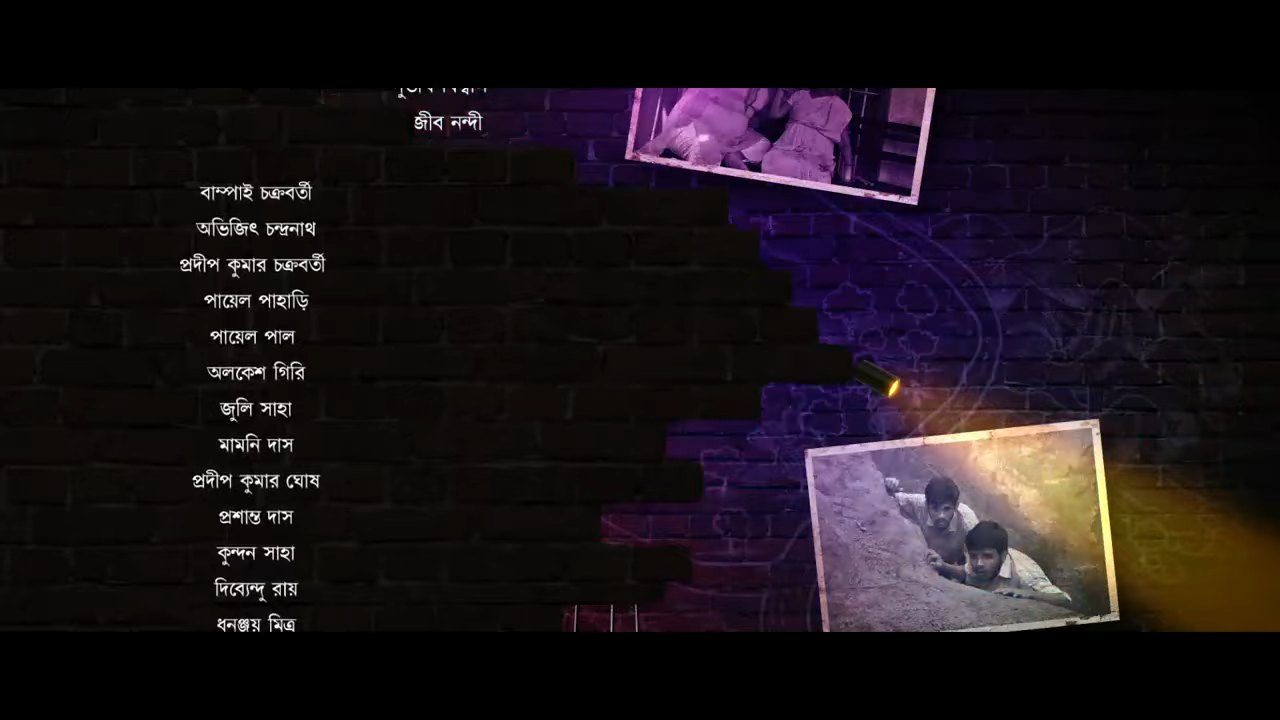 জীব নন্দী
বাম্পাই চক্রবর্তী
অভিজিৎ চন্দ্রনাথ
প্রদীপ কুমার চক্রবর্তী
পায়েল পাহাড়ি
পায়েল পাল
অলকেশ গিরি
জুলি সাহা
মামনি দাস
প্রদীপ কুমার ঘোষ
প্রশান্ত দাস
কুন্দন সাহা
দিব্যেন্দু রায়
ধনঞ্জয় মিত্র